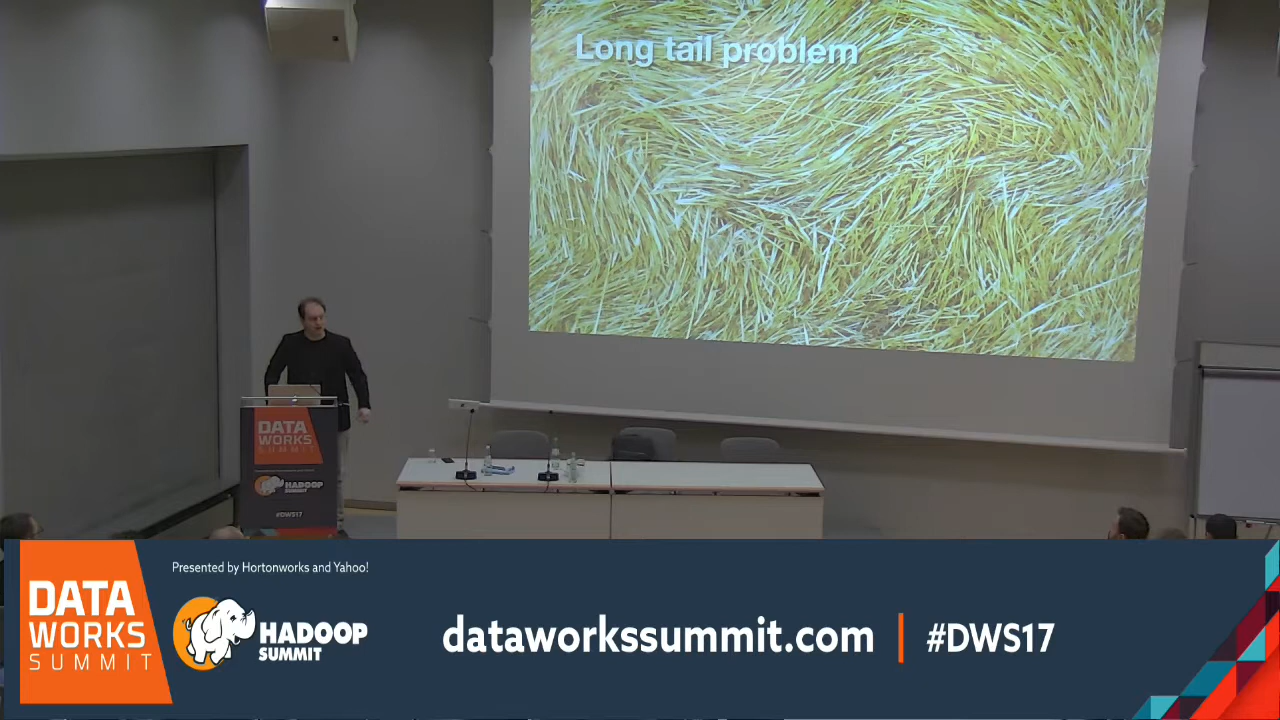 Long tail problem
DATA
WORKS
SUMMIT
HADOOP
SUMMIT
#DWS17
DATA
WORKS
SUMMIT
Presented by Hortonworks and Yahoo!
HADOOP
SUMMIT
dataworkssummit.com | #DWS17